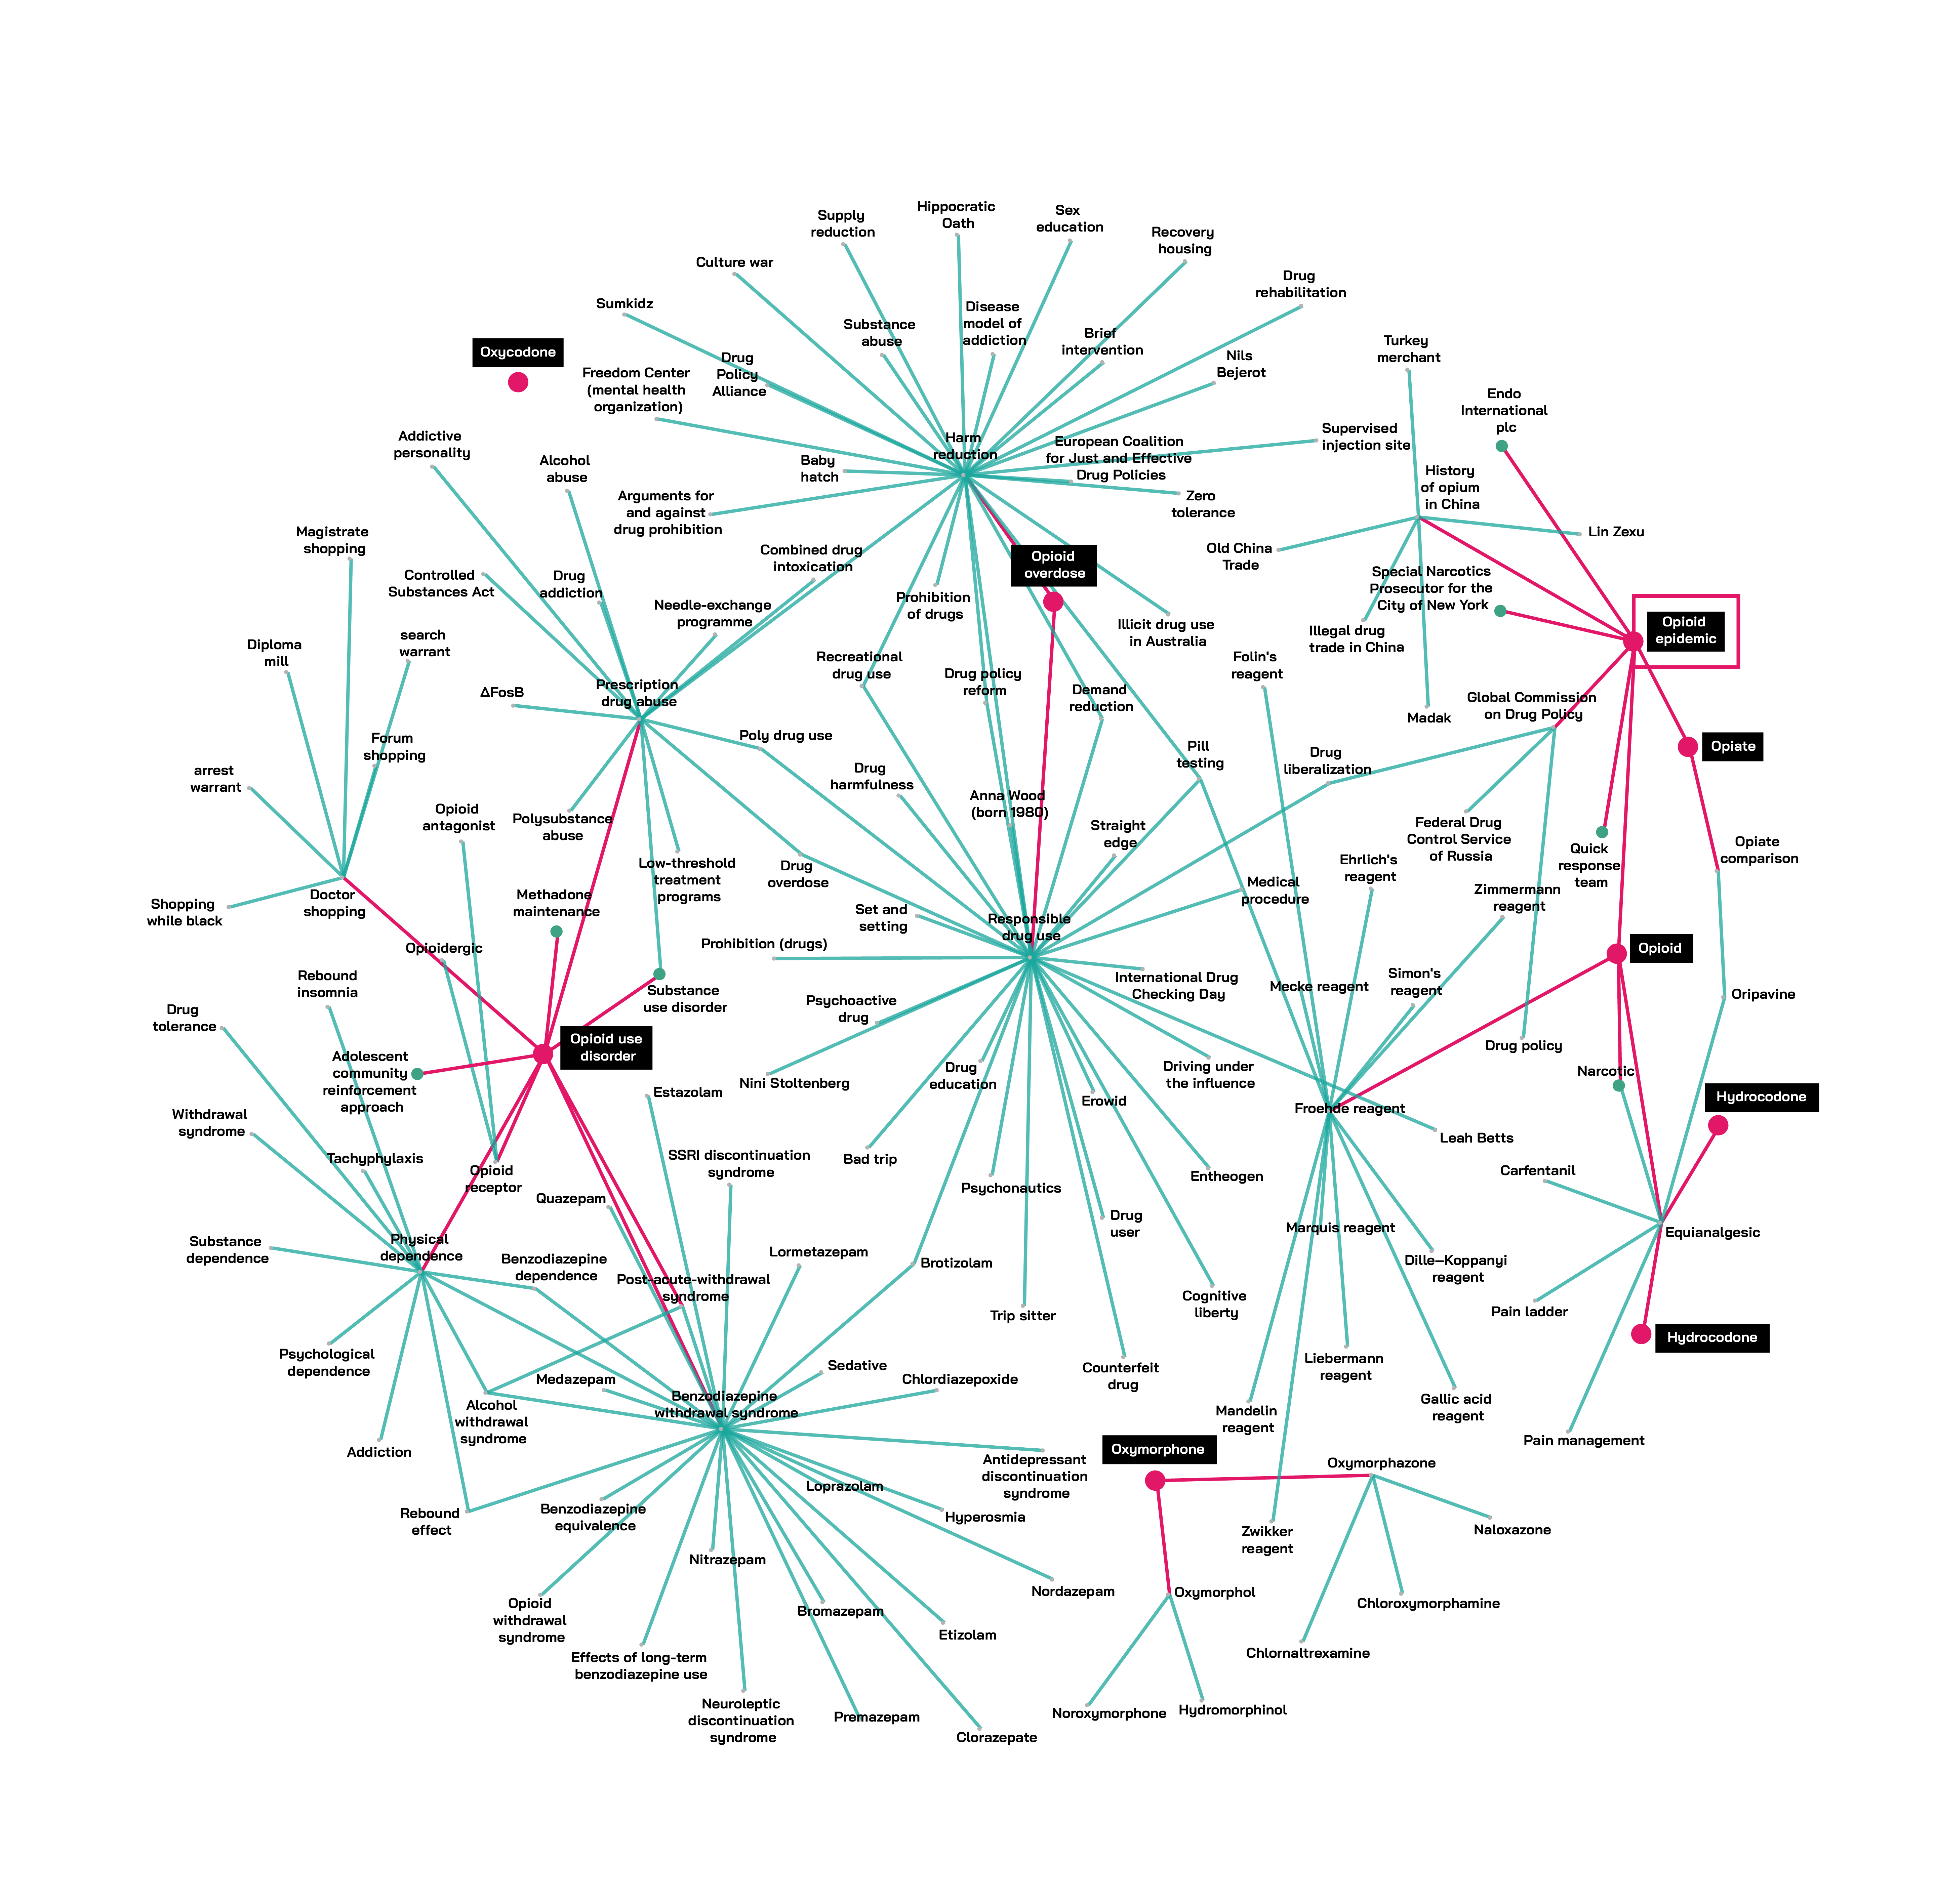 Hippocratic
Oath
Supply
reduction
Sex
education
Recovery
housing
Culture war
Drug
rehabilitation
Sumkidz
Disease
model of
addiction
Substance
abuse
Brief
intervention
Turkey
merchant
Oxycodone
Drug
Policy
Alliance
Nils
Bejerot
Freedom Center
(mental health
organization)
Endo
International
plc
Addictive
personality
Harm
reduction
European Coalition
for Just and Effective
Drug Policies
Supervised
injection site
Alcohol
abuse
Baby
hatch
History
of opium
in China
Arguments for
and against
drug prohibition
Zero
tolerance
Magistrate
shopping
Lin Zexu
Combined drug
intoxication
Opioid
overdose
Old China
Trade
Controlled
Substances Act
Drug
addiction
Special Narcotics
Prosecutor for the
City of New York
Prohibition
of drugs
Needle-exchange
programme
Illicit drug use
in Australia
Opioid
epidemic
Illegal drug
trade in China
search
warrant
Diploma
mill
Recreational
drug use
Folin's
reagent
Drug policy
reform
ΔFosB
Prescription
drug abuse
Demand
reduction
Global Commission
on Drug Policy
Madak
Forum
shopping
Poly drug use
Pill
testing
Drug
liberalization
Opiate
arrest
warrant
Drug
harmfulness
Anna Wood
(born 1980)
Opioid
antagonist
Polysubstance
abuse
Straight
edge
Federal Drug
Control Service
of Russia
Opiate
comparison
Quick
response
team
Low-threshold
treatment
programs
Drug
overdose
Ehrlich's
reagent
Medical
procedure
Zimmermann
reagent
Methadone
maintenance
Doctor
shopping
Shopping
while black
Set and
setting
Responsible
drug use
Prohibition (drugs)
Opioidergic
Opioid
Rebound
insomnia
Substance
use disorder
International Drug
Checking Day
Mecke reagent
Simon's
reagent
Oripavine
Drug
tolerance
Psychoactive
drug
Opioid use
disorder
Drug policy
Adolescent
community
reinforcement
approach
Nini Stoltenberg
Drug
education
Driving under
the influence
Narcotic
Estazolam
Erowid
Froehde reagent
Hydrocodone
Withdrawal
syndrome
Leah Betts
Tachyphylaxis
SSRI discontinuation
syndrome
Bad trip
Opioid
receptor
Entheogen
Carfentanil
Psychonautics
Quazepam
Drug
user
Marquis reagent
Equianalgesic
Substance
dependence
Physical
dependence
Benzodiazepine
dependence
Lormetazepam
Brotizolam
Dille–Koppanyi
reagent
Post-acute-withdrawal
syndrome
Cognitive
liberty
Trip sitter
Pain ladder
Hydrocodone
Psychological
dependence
Sedative
Liebermann
reagent
Counterfeit
drug
Medazepam
Chlordiazepoxide
Benzodiazepine
withdrawal syndrome
Alcohol
withdrawal
syndrome
Mandelin
reagent
Gallic acid
reagent
Pain management
Addiction
Oxymorphone
Antidepressant
discontinuation
syndrome
Oxymorphazone
Loprazolam
Rebound
effect
Benzodiazepine
equivalence
Hyperosmia
Zwikker
reagent
Naloxazone
Nitrazepam
Nordazepam
Oxymorphol
Opioid
withdrawal
syndrome
Bromazepam
Chloroxymorphamine
Etizolam
Effects of long-term
benzodiazepine use
Chlornaltrexamine
Neuroleptic
discontinuation
syndrome
Premazepam
Noroxymorphone
Hydromorphinol
Clorazepate